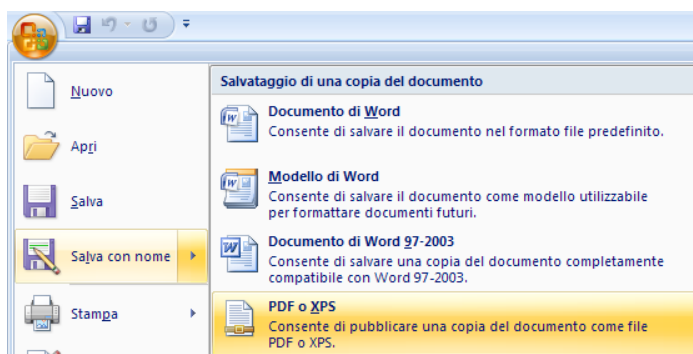 Nuovo
Apri
Salva
Salva con nome
Stampa
Salvataggio di una copia del documento
Documento di Word
Consente di salvare il documento nel formato file predefinito.
Modello di Word
Consente di salvare il documento come modello utilizzabile
per formattare documenti futuri.
Documento di Word 97-2003
Consente di salvare una copia del documento completamente
compatibile con Word 97-2003.
PDF o XPS
Consente di pubblicare una copia del documento come file
PDF o XPS.